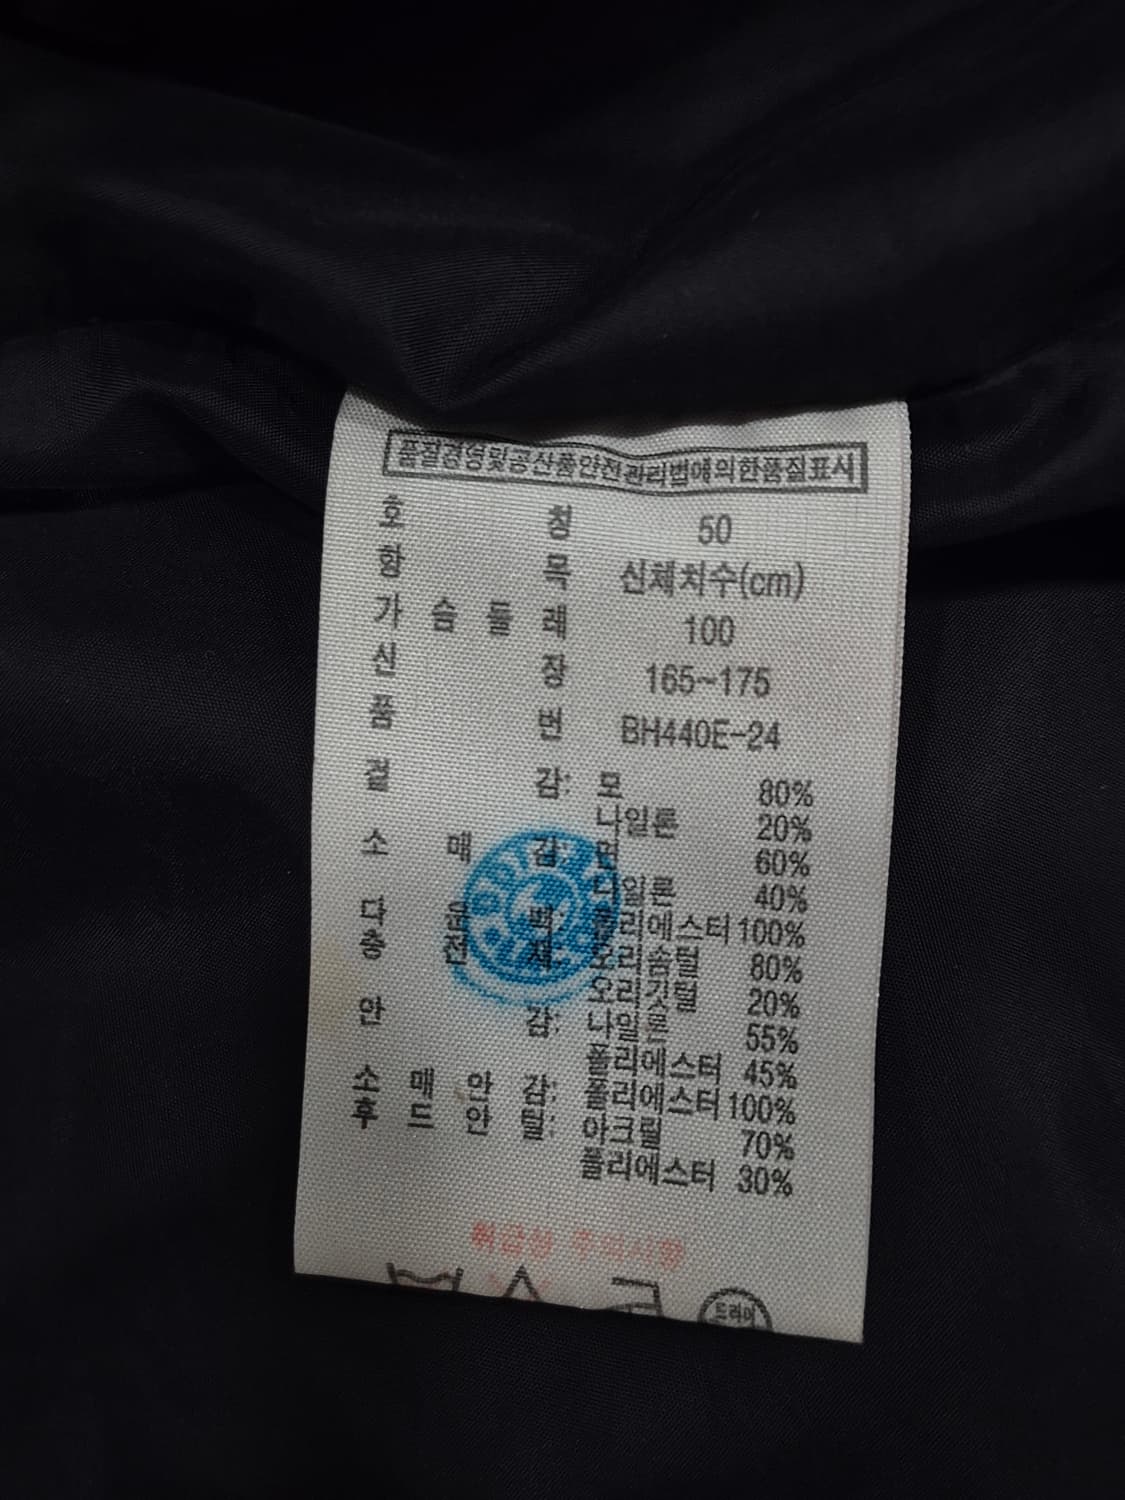 품질경영및공산품안전관리법에의한품질표시
호 칭 50
항 목 신체치수(cm)
가 슴 둘 레 100
신 장 165~175
품 번 BH440E-24
겉 감: 모 80%
나일론 20%
소 매 감: 면 60%
나일론 40%
다 운 백 폴리에스터 100%
충 전 재 오리솜털 80%
오리깃털 20%
안 감: 나일론 55%
폴리에스터 45%
소 매 안 감: 폴리에스터 100%
후 드 안 털: 아크릴 70%
폴리에스터 30%
취급상 주의사항
드라이